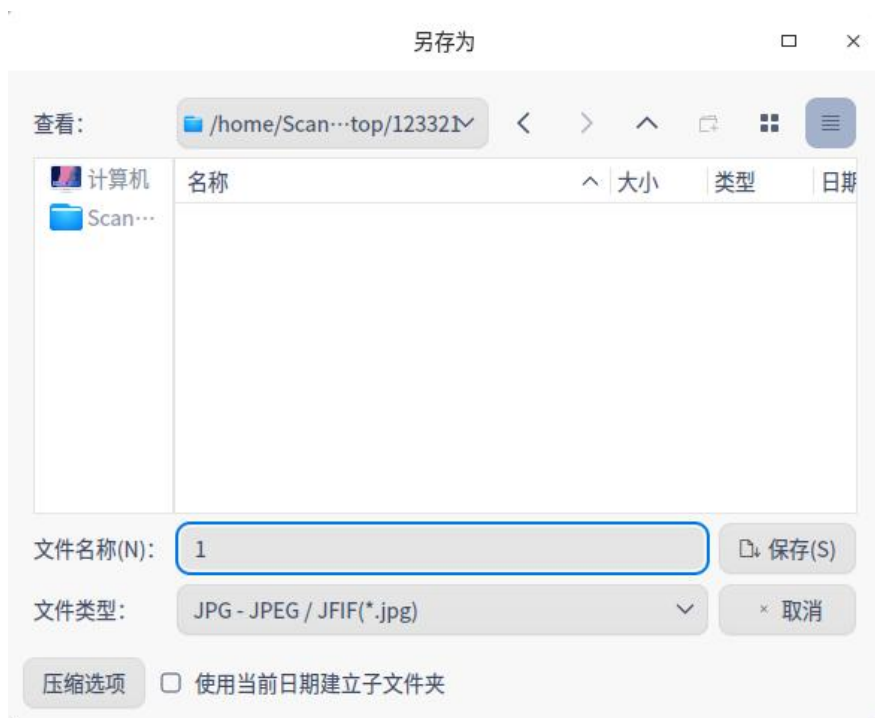 另存为
查看：
/home/Scan···top/123321
计算机
Scan···
名称
大小
类型
日期
文件名称(N)：
1
保存(S)
文件类型：
JPG - JPEG / JFIF(*.jpg)
取消
压缩选项
使用当前日期建立子文件夹